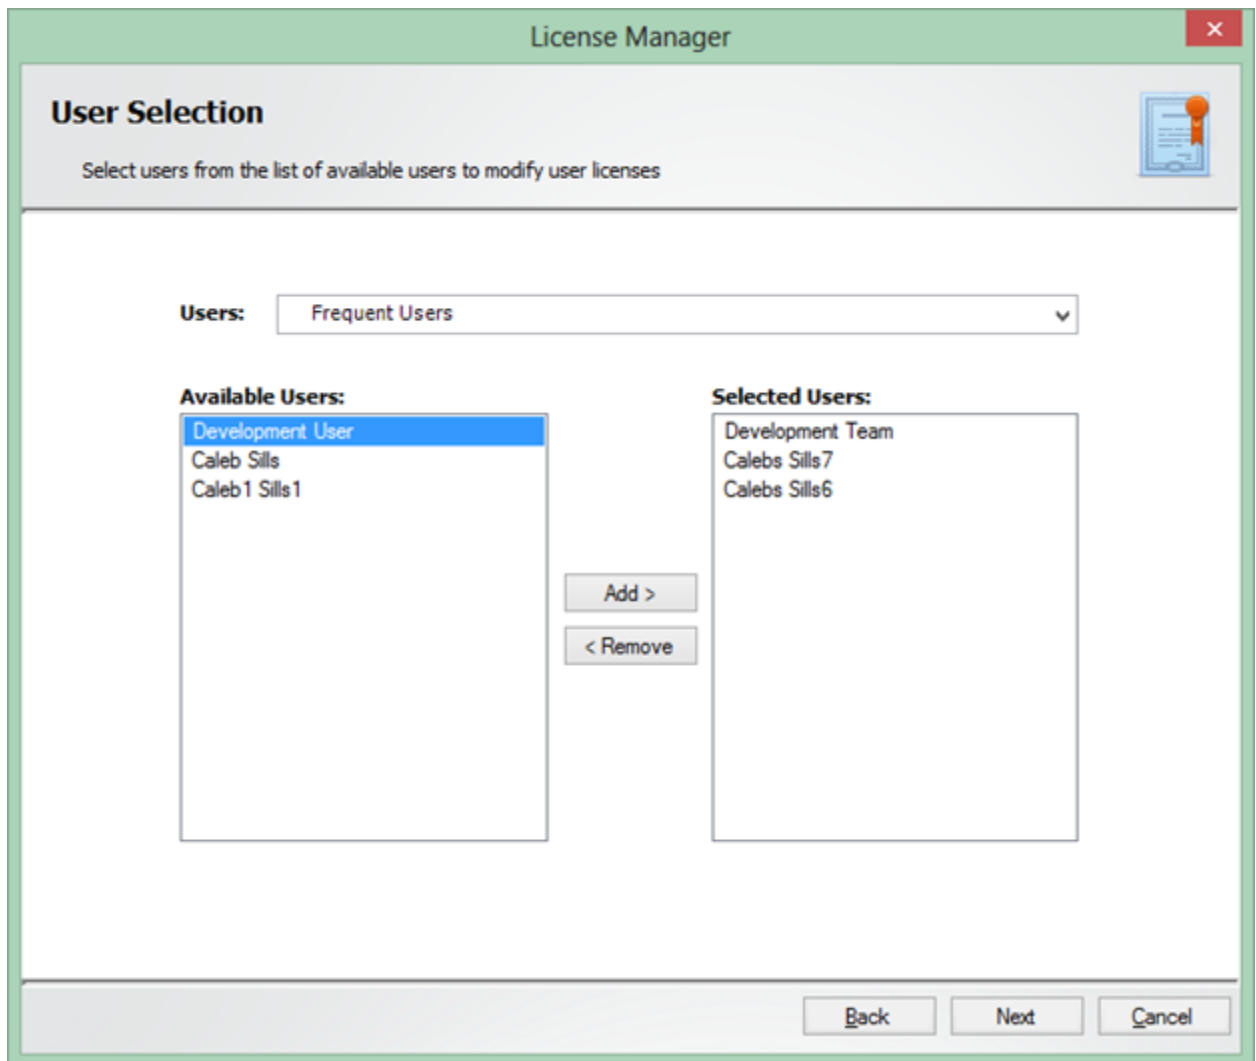 License Manager
User Selection
Select users from the list of available users to modify user licenses
Users: Frequent Users
Available Users:
Development User
Caleb Sills
Caleb1 Sills1
Add >
< Remove
Selected Users:
Development Team
Calebs Sills7
Calebs Sills6
Back Next Cancel